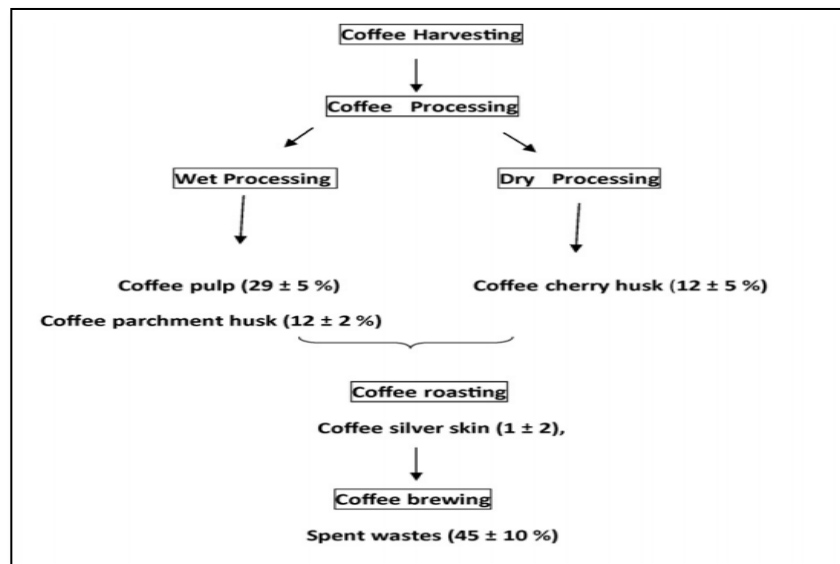 Coffee Harvesting
Coffee Processing
Wet Processing
Dry Processing
Coffee pulp (29 ± 5 %)
Coffee cherry husk (12 ± 5 %)
Coffee parchment husk (12 ± 2 %)
Coffee roasting
Coffee silver skin (1 ± 2),
Coffee brewing
Spent wastes (45 ± 10 %)